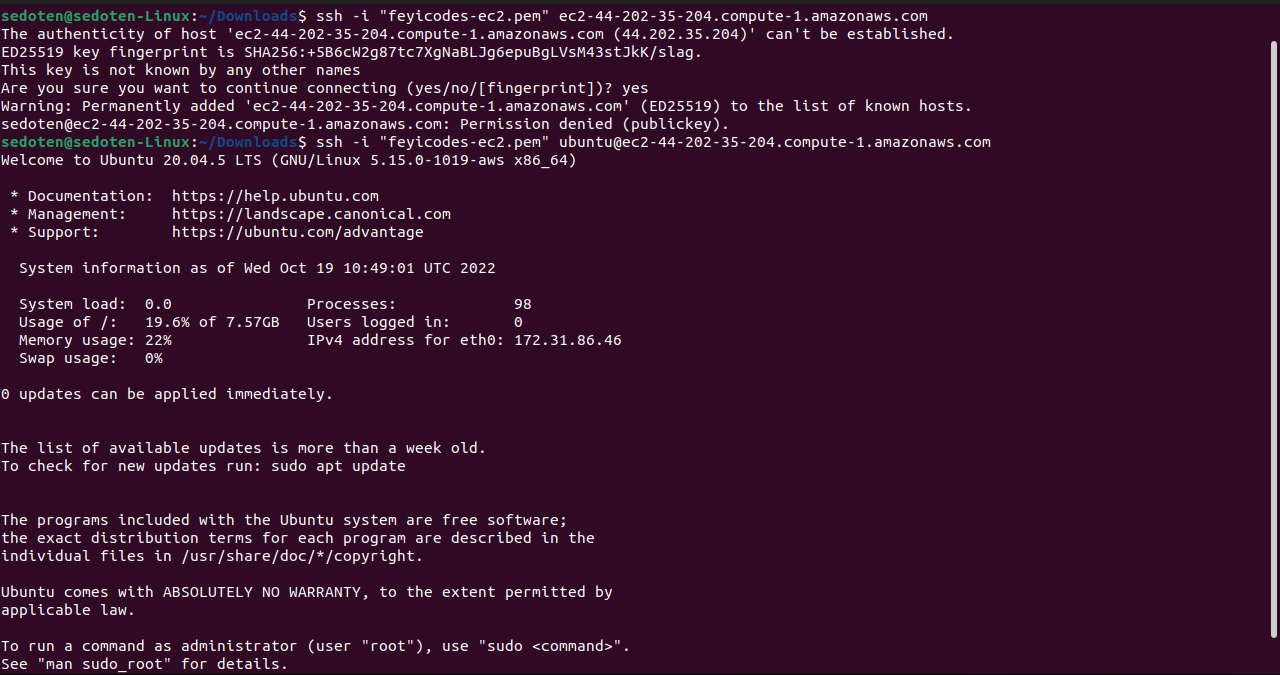 sedoten@sedoten-Linux:~/Downloads$ ssh -i "feyicodes-ec2.pem" ec2-44-202-35-204.compute-1.amazonaws.com
The authenticity of host 'ec2-44-202-35-204.compute-1.amazonaws.com (44.202.35.204)' can't be established.
ED25519 key fingerprint is SHA256:+5B6cW2g87tc7XgNaBLJg6epuBgLVsM43stJkK/slag.
This key is not known by any other names
Are you sure you want to continue connecting (yes/no/[fingerprint])? yes
Warning: Permanently added 'ec2-44-202-35-204.compute-1.amazonaws.com' (ED25519) to the list of known hosts.
sedoten@ec2-44-202-35-204.compute-1.amazonaws.com: Permission denied (publickey).
sedoten@sedoten-Linux:~/Downloads$ ssh -i "feyicodes-ec2.pem" ubuntu@ec2-44-202-35-204.compute-1.amazonaws.com
Welcome to Ubuntu 20.04.5 LTS (GNU/Linux 5.15.0-1019-aws x86_64)

 * Documentation:  https://help.ubuntu.com
 * Management:     https://landscape.canonical.com
 * Support:        https://ubuntu.com/advantage

  System information as of Wed Oct 19 10:49:01 UTC 2022

  System load:  0.0               Processes:             98
  Usage of /:   19.6% of 7.57GB   Users logged in:       0
  Memory usage: 22%               IPv4 address for eth0: 172.31.86.46
  Swap usage:   0%

0 updates can be applied immediately.

The list of available updates is more than a week old.
To check for new updates run: sudo apt update

The programs included with the Ubuntu system are free software;
the exact distribution terms for each program are described in the
individual files in /usr/share/doc/*/copyright.

Ubuntu comes with ABSOLUTELY NO WARRANTY, to the extent permitted by
applicable law.

To run a command as administrator (user "root"), use "sudo <command>".
See "man sudo_root" for details.